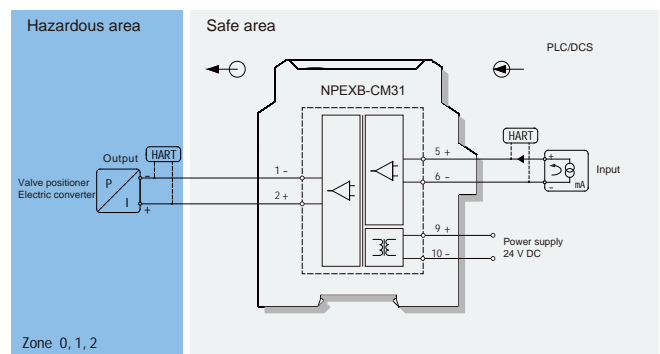 Hazardous area
Safe area
PLC/DCS
NPEXB-CM31
HART
Output
HART
1 -
2 +
5 +
6 -
+
-
mA
Input
Valve positioner
Electric converter
P
I
-
+
9 +
10 -
Power supply
24 V DC
Zone 0, 1, 2